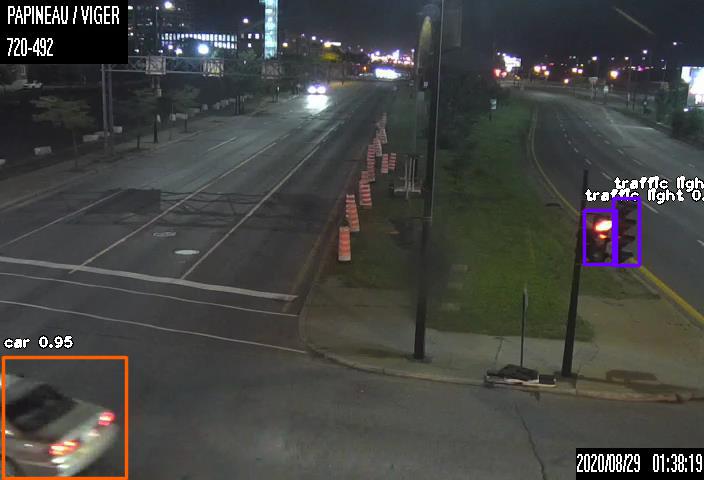 PAPINEAU / VIGER
720-492
traffic ligh
traffic light 0.
car 0.95
2020/08/29 01:38:19